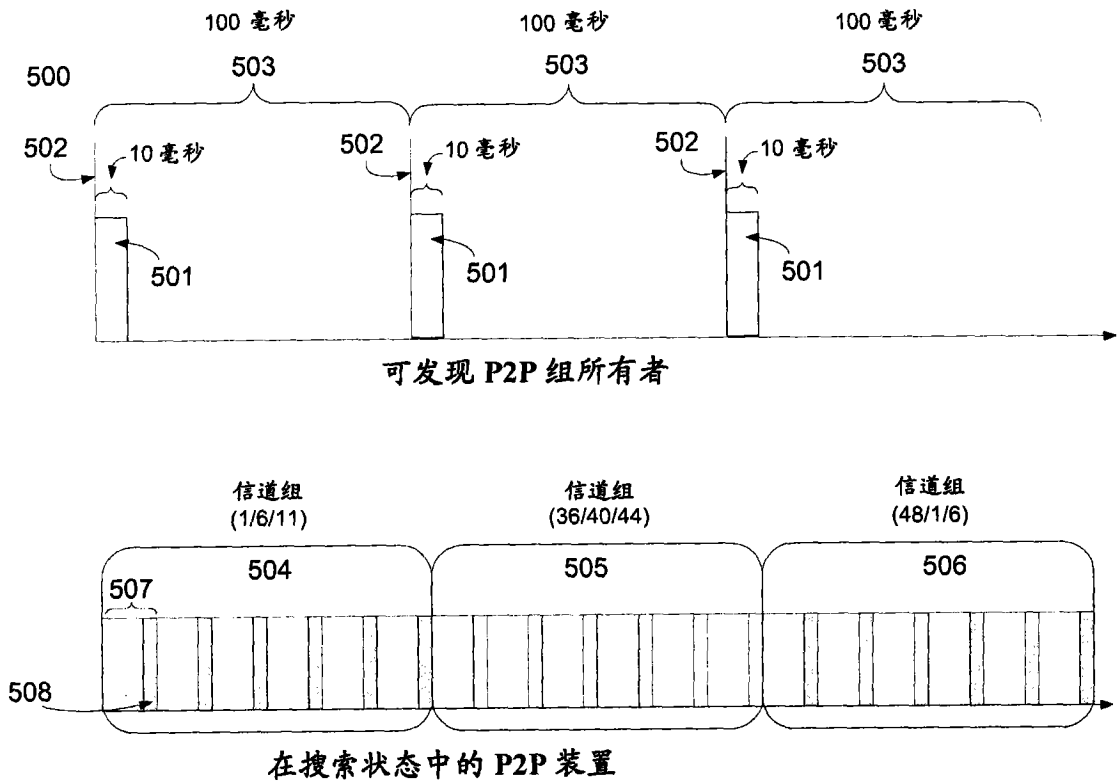 100 毫秒 100 毫秒 100 毫秒
500 503 503 503
502 10 毫秒 502 10 毫秒 502 10 毫秒
501 501 501
可发现 P2P 组所有者
信道组 信道组 信道组
(1/6/11) (36/40/44) (48/1/6)
504 505 506
507
508
在搜索状态中的 P2P 装置